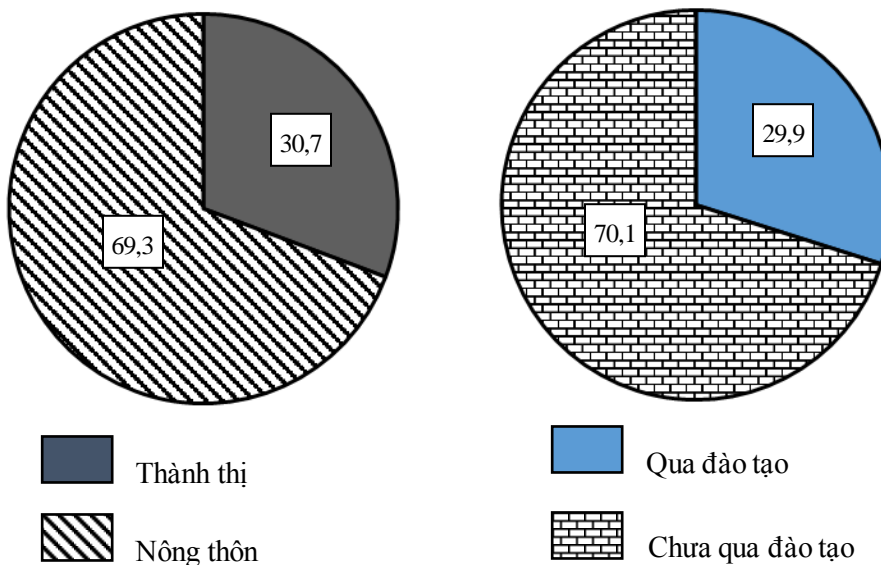 30,7
29,9
69,3
70,1
Thành thị
Qua đào tạo
Nông thôn
Chưa qua đào tạo